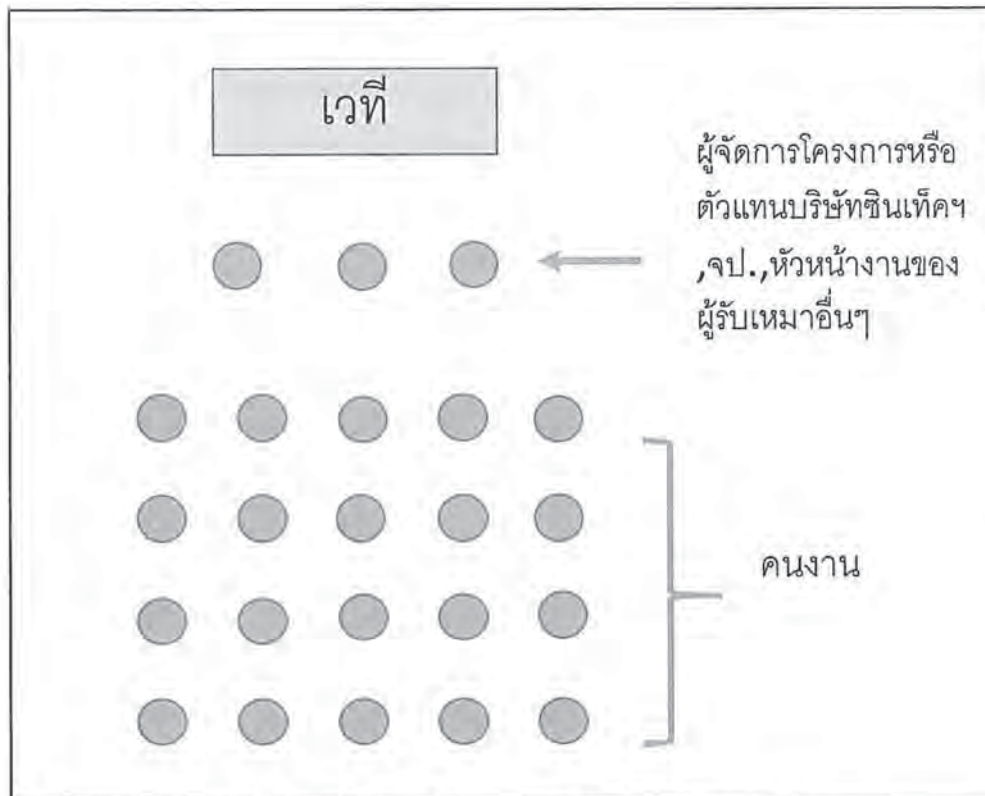 เวที
ผู้จัดการโครงการหรือ
ตัวแทนบริษัทซินเท็คฯ
,จป.,หัวหน้างานของ
ผู้รับเหมาอื่นๆ
คนงาน